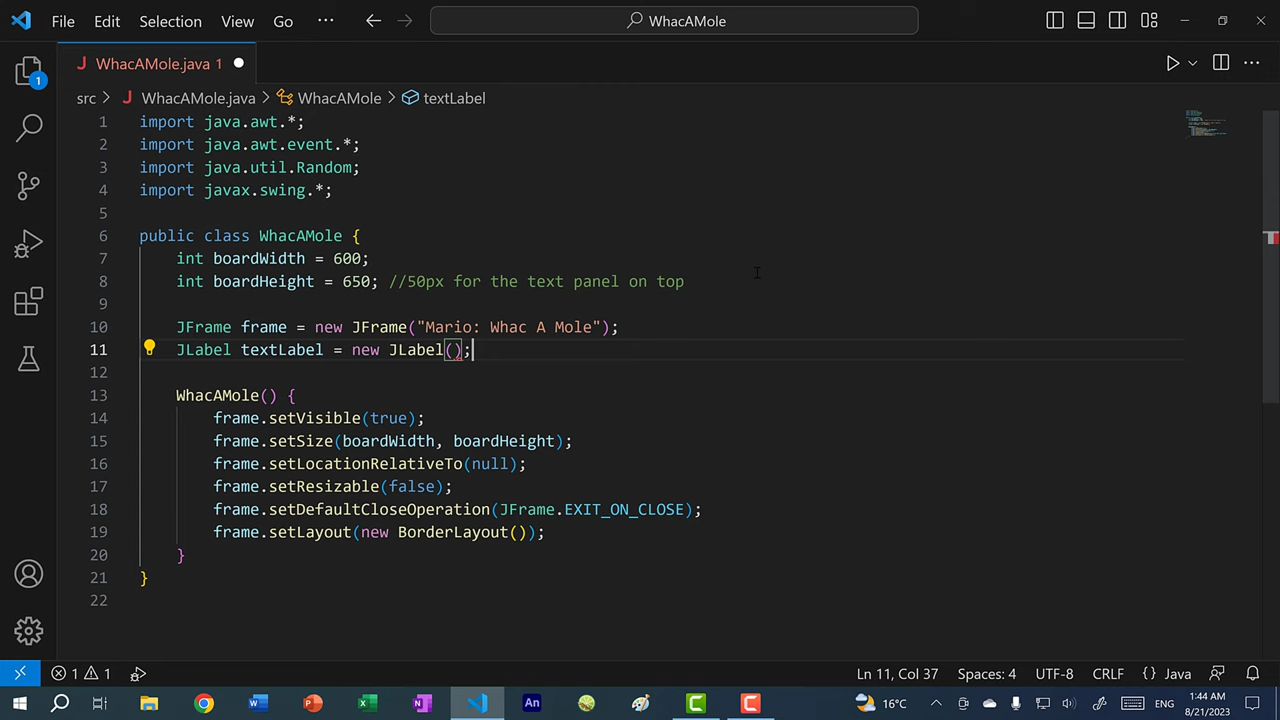 File Edit Selection View Go ··· WhacAMole
WhacAMole.java 1
src > WhacAMole.java > WhacAMole > textLabel
1 import java.awt.*;
2 import java.awt.event.*;
3 import java.util.Random;
4 import javax.swing.*;
5
6 public class WhacAMole {
7 int boardWidth = 600;
8 int boardHeight = 650; //50px for the text panel on top
9
10 JFrame frame = new JFrame("Mario: Whac A Mole");
11 JLabel textLabel = new JLabel();
12
13 WhacAMole() {
14 frame.setVisible(true);
15 frame.setSize(boardWidth, boardHeight);
16 frame.setLocationRelativeTo(null);
17 frame.setResizable(false);
18 frame.setDefaultCloseOperation(JFrame.EXIT_ON_CLOSE);
19 frame.setLayout(new BorderLayout());
20 }
21 }
22
1 1 Ln 11, Col 37 Spaces: 4 UTF-8 CRLF {} Java
16°C 1:44 AM
8/21/2023